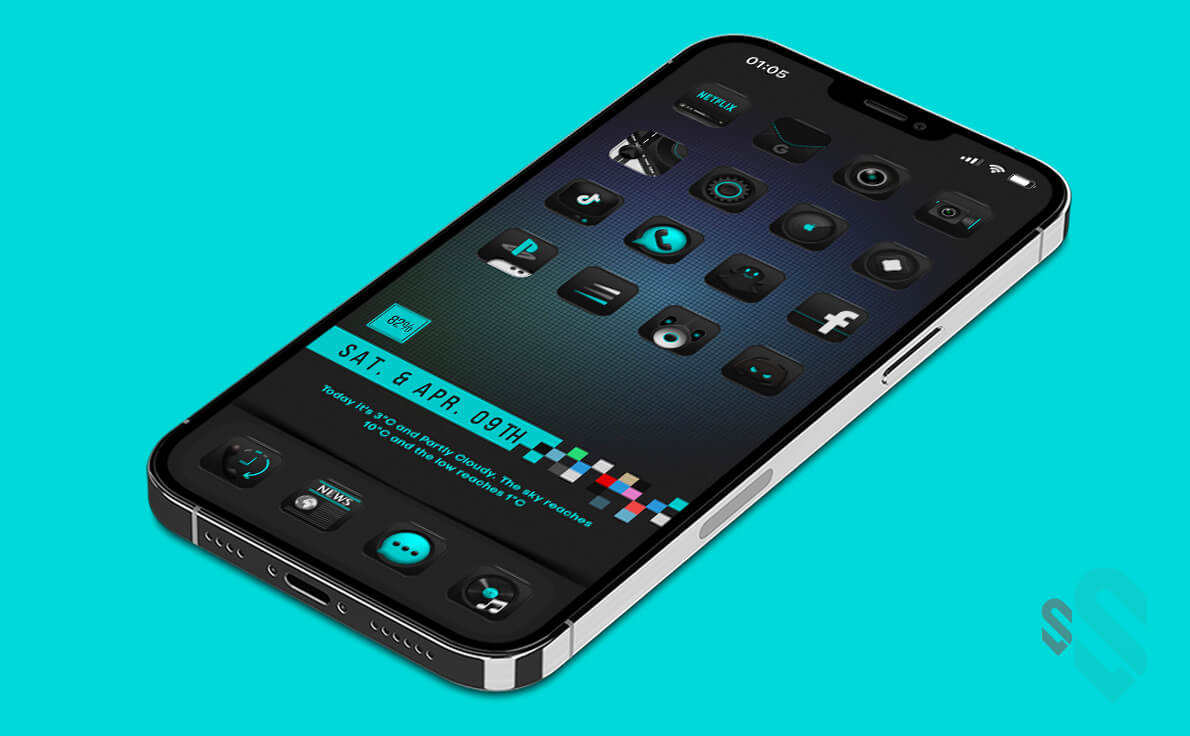 01:05
NETFLIX
G
f
82%
SAT. & APR. 09TH
Today it's 3°C and Partly Cloudy. The sky reaches
10°C and the low reaches 1°C
NEWS